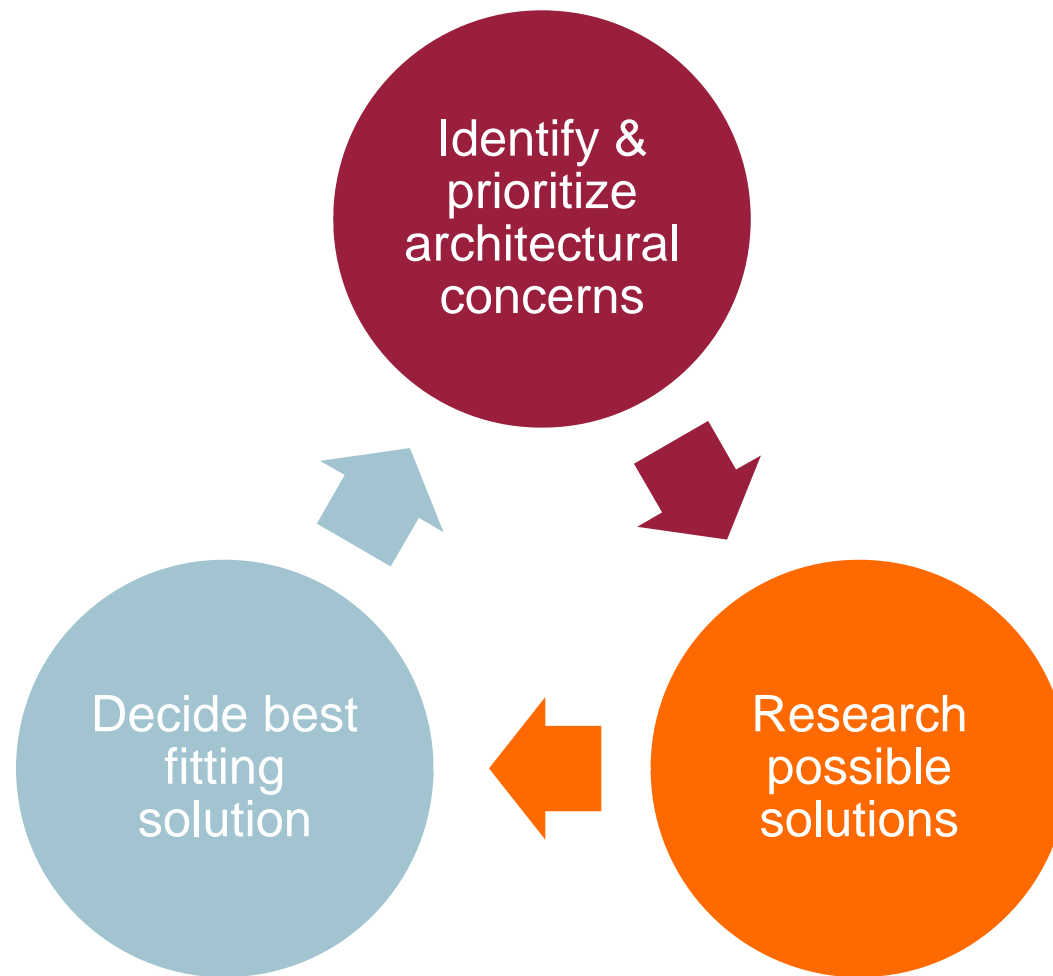 Identify &
prioritize
architectural
concerns
Decide best
fitting
solution
Research
possible
solutions